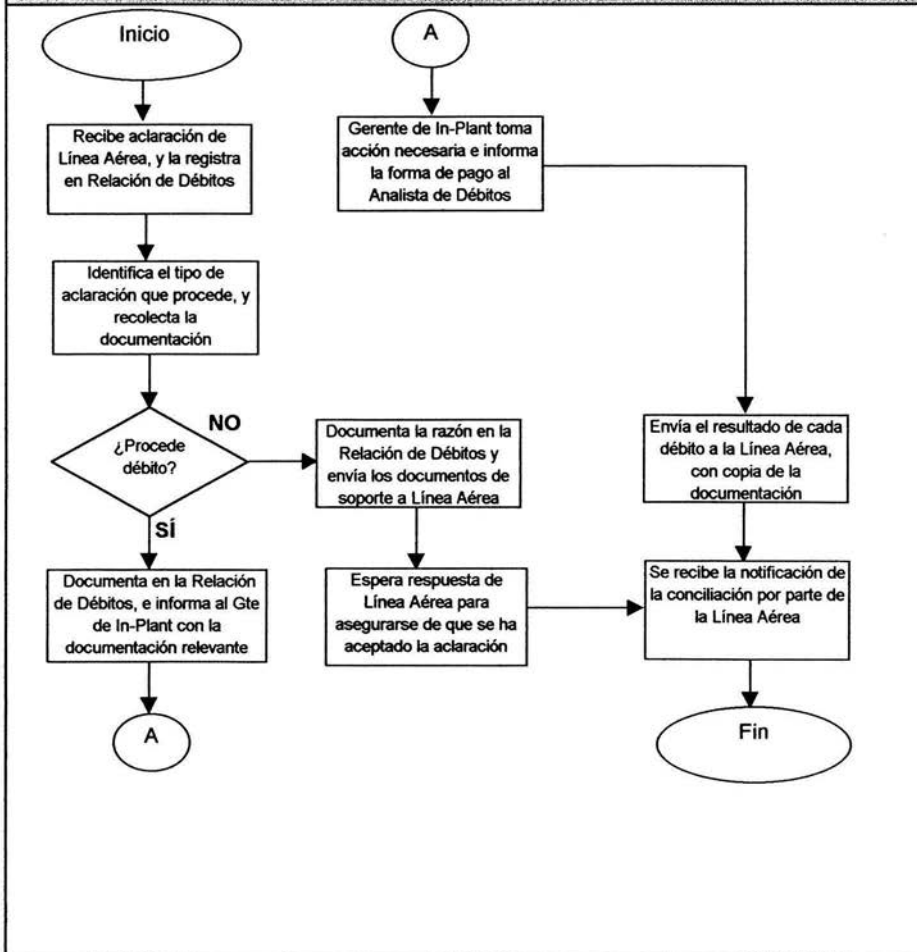 Inicio
Recibe aclaración de
Línea Aérea, y la registra
en Relación de Débitos
Identifica el tipo de
aclaración que procede, y
recolecta la
documentación
¿Procede
débito?
NO
SÍ
Documenta en la Relación
de Débitos, e informa al Gte
de In-Plant con la
documentación relevante
A
A
Gerente de In-Plant toma
acción necesaria e informa
la forma de pago al
Analista de Débitos
Documenta la razón en la
Relación de Débitos y
envía los documentos de
soporte a Línea Aérea
Espera respuesta de
Línea Aérea para
asegurarse de que se ha
aceptado la aclaración
Envía el resultado de cada
débito a la Línea Aérea,
con copia de la
documentación
Se recibe la notificación de
la conciliación por parte de
la Línea Aérea
Fin